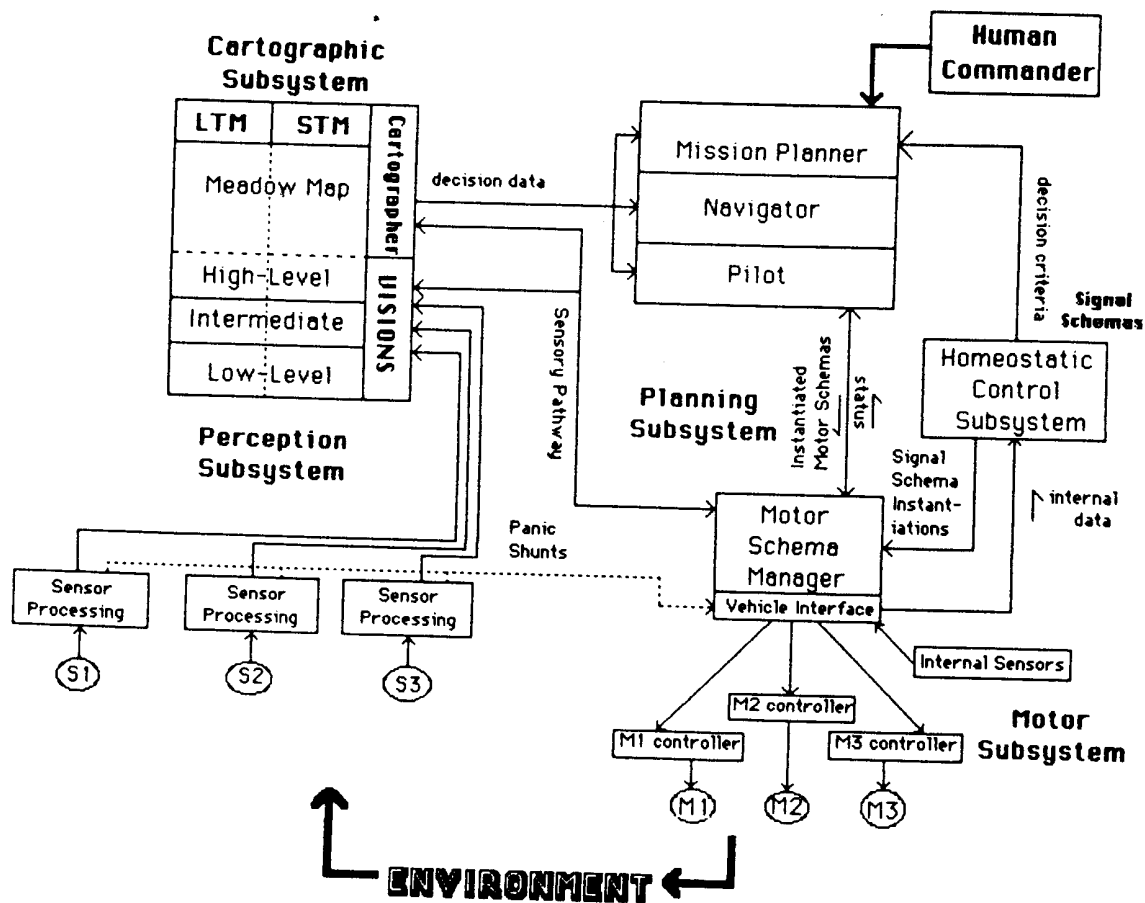 Cartographic
Subsystem
LTM
STM
Cartographer
Meadow Map
High-Level
Intermediate
Low-Level
VISIONS
Perception
Subsystem
decision data
Human
Commander
Mission Planner
Navigator
Pilot
decision criteria
Signal
Schemas
Homeostatic
Control
Subsystem
Planning
Subsystem
Instantiated
Motor Schemas
status
Sensory Pathway
Signal
Schema
Instant-
iations
internal
data
Panic
Shunts
Motor
Schema
Manager
Vehicle Interface
Internal Sensors
Sensor
Processing
Sensor
Processing
Sensor
Processing
S1
S2
S3
M1 controller
M2 controller
M3 controller
Motor
Subsystem
M1
M2
M3
ENVIRONMENT